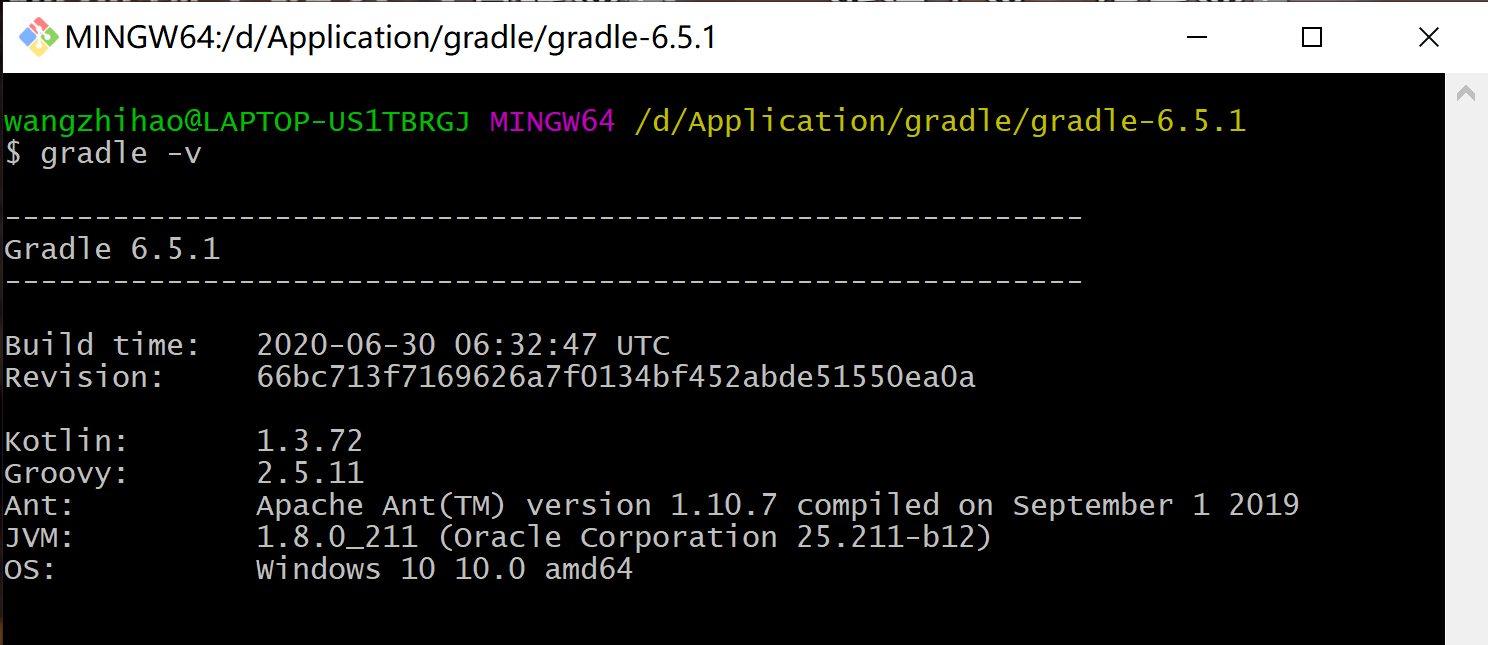 MINGW64:/d/Application/gradle/gradle-6.5.1
wangzhihao@LAPTOP-US1TBRGJ MINGW64 /d/Application/gradle/gradle-6.5.1
$ gradle -v
------------------------------------------------------------
Gradle 6.5.1
------------------------------------------------------------
Build time:   2020-06-30 06:32:47 UTC
Revision:     66bc713f7169626a7f0134bf452abde51550ea0a
Kotlin:       1.3.72
Groovy:       2.5.11
Ant:          Apache Ant(TM) version 1.10.7 compiled on September 1 2019
JVM:          1.8.0_211 (Oracle Corporation 25.211-b12)
OS:           Windows 10 10.0 amd64